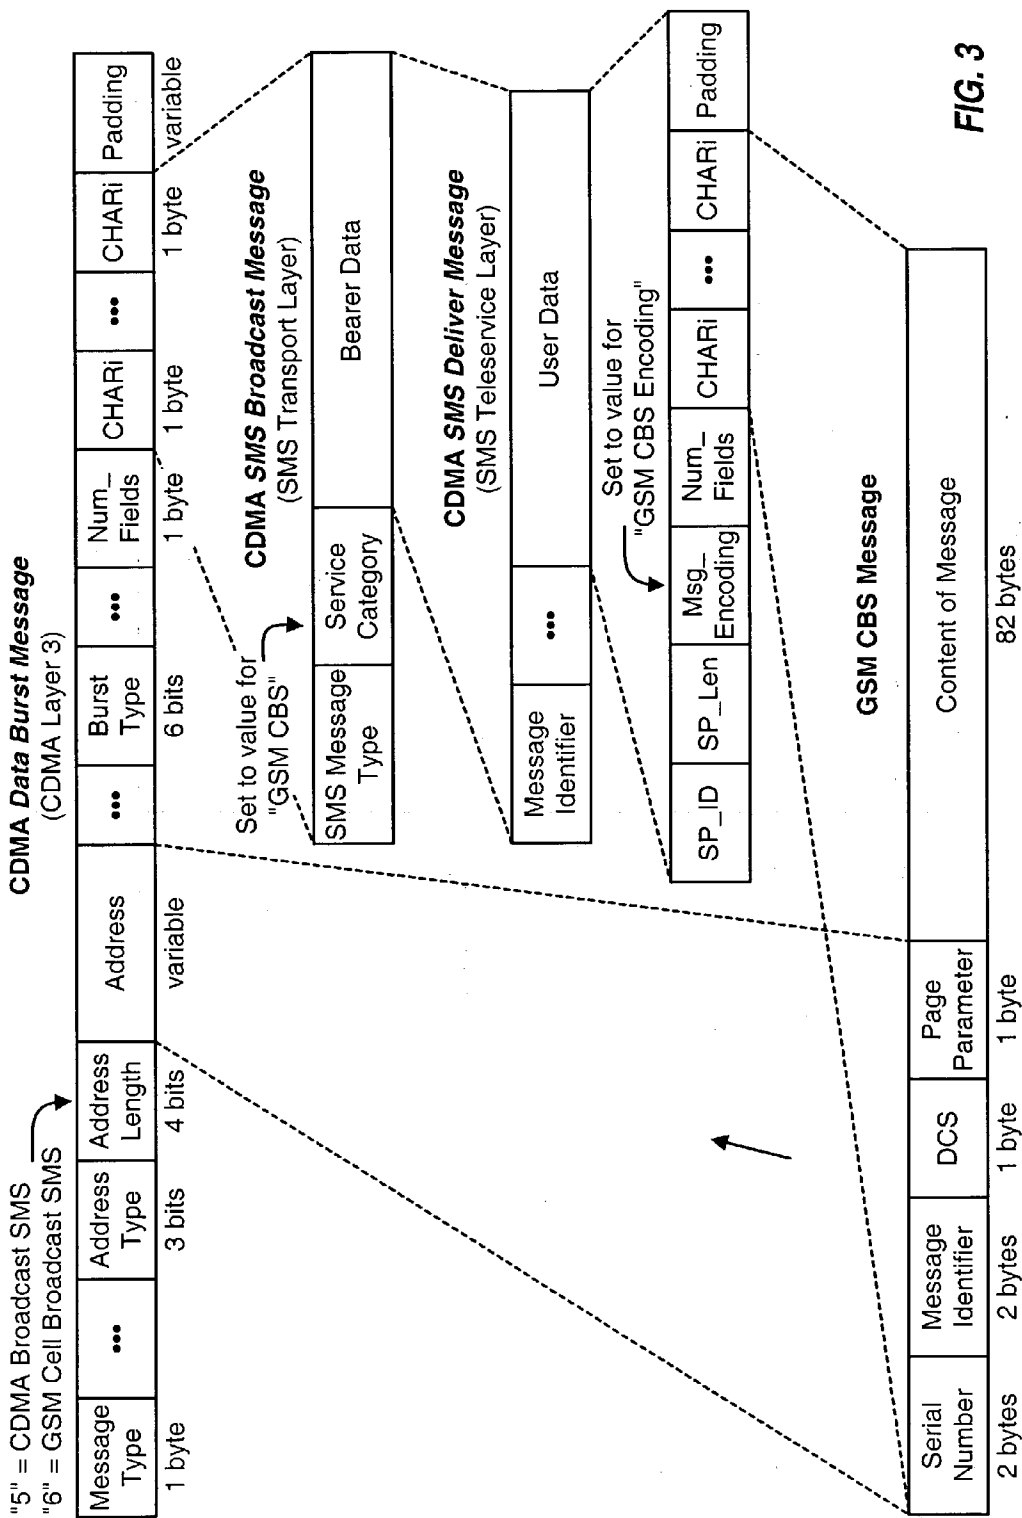 "5" = CDMA Broadcast SMS
"6" = GSM Cell Broadcast SMS
CDMA Data Burst Message
(CDMA Layer 3)
Message Type
•••
Address Type
Address Length
Address
•••
Burst Type
•••
Num_ Fields
CHARi
•••
CHARi
Padding
1 byte
3 bits
4 bits
variable
6 bits
1 byte
1 byte
1 byte
variable
Set to value for
"GSM CBS"
CDMA SMS Broadcast Message
(SMS Transport Layer)
SMS Message Type
Service Category
Bearer Data
CDMA SMS Deliver Message
(SMS Teleservice Layer)
Message Identifier
•••
User Data
Set to value for
"GSM CBS Encoding"
SP_ID
SP_Len
Msg_ Encoding
Num_ Fields
CHARi
•••
CHARi
Padding
GSM CBS Message
Serial Number
Message Identifier
DCS
Page Parameter
Content of Message
2 bytes
2 bytes
1 byte
1 byte
82 bytes
FIG. 3